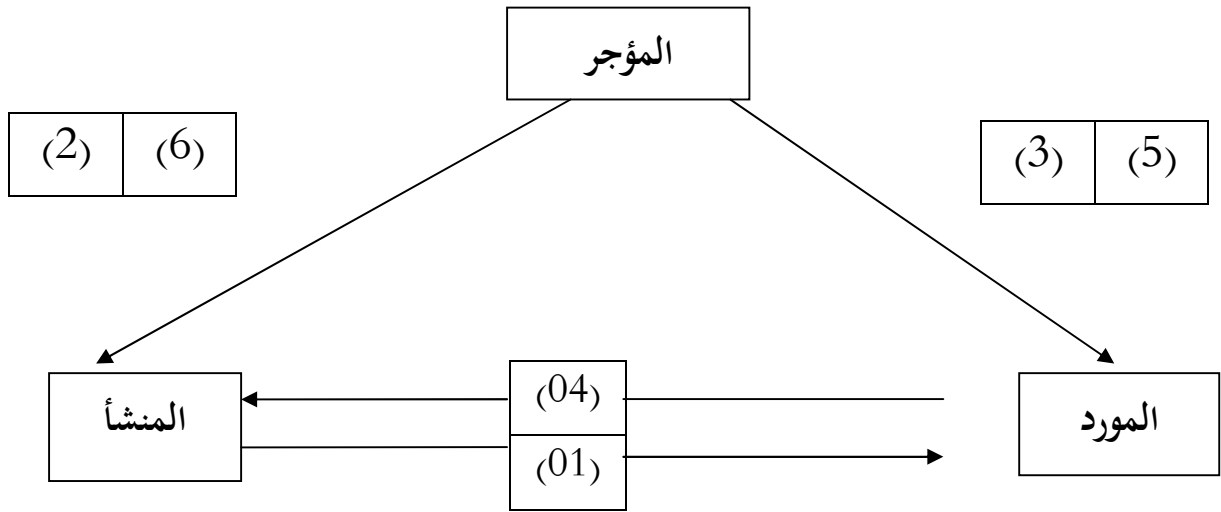 المؤجر
(2) (6)
(3) (5)
(04)
المنشأ
المورد
(01)